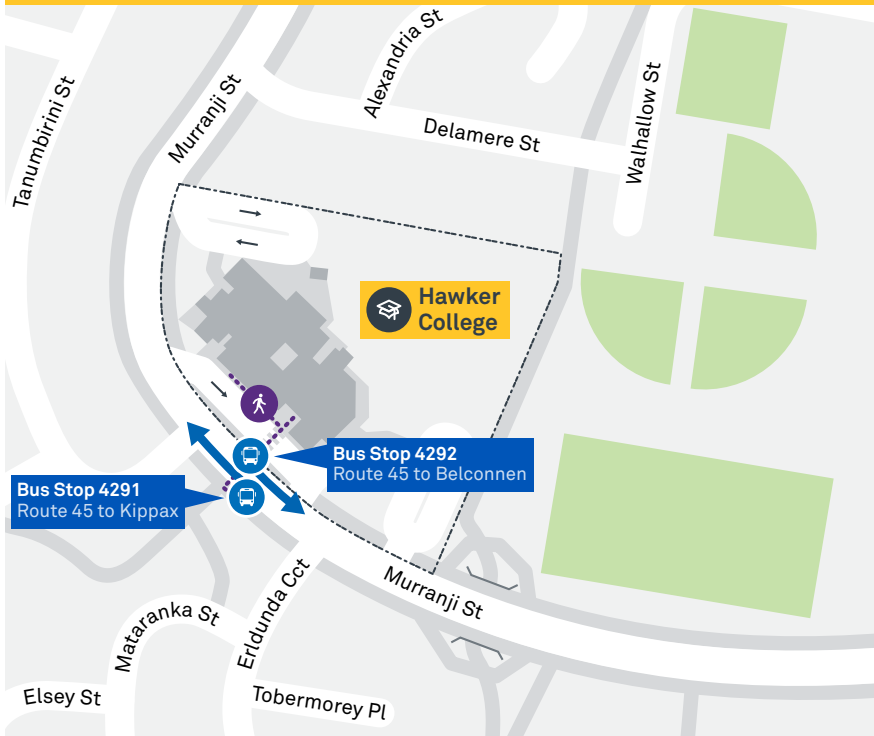 Alexandria St
Walhallow St
Tanumbirini St
Murranji St
Delamere St
Hawker
College
Bus Stop 4292
Route 45 to Belconnen
Bus Stop 4291
Route 45 to Kippax
Murranji St
Erldunda Cct
Mataranka St
Elsey St
Tobermorey Pl